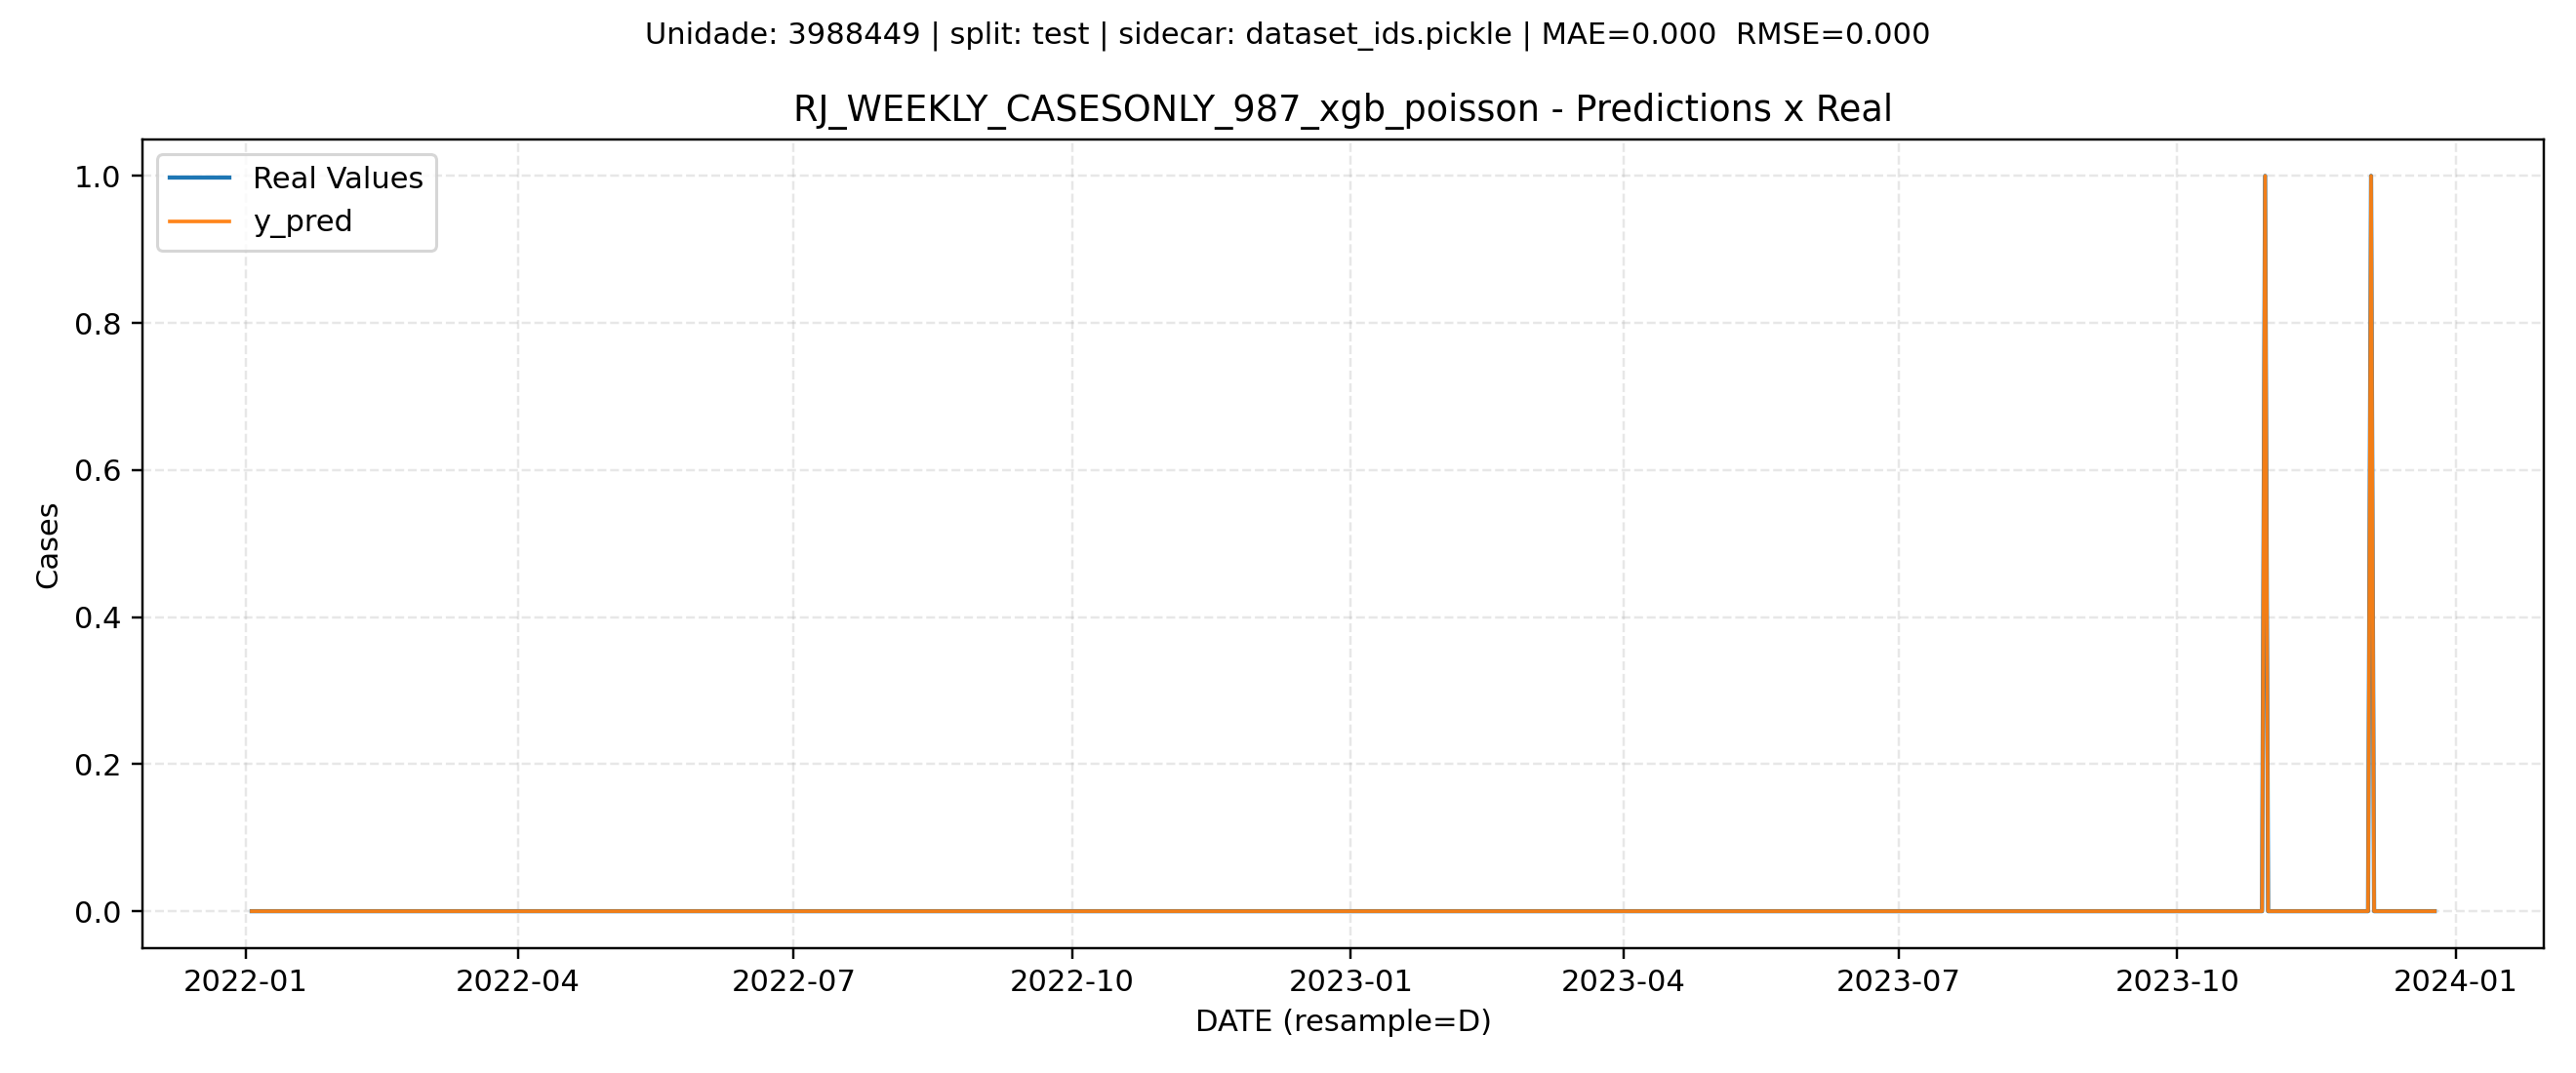 Unidade: 3988449 | split: test | sidecar: dataset_ids.pickle | MAE=0.000  RMSE=0.000
RJ_WEEKLY_CASESONLY_987_xgb_poisson - Predictions x Real
Real Values
y_pred
1.0
0.8
0.6
0.4
0.2
0.0
Cases
2022-01 2022-04 2022-07 2022-10 2023-01 2023-04 2023-07 2023-10 2024-01
DATE (resample=D)